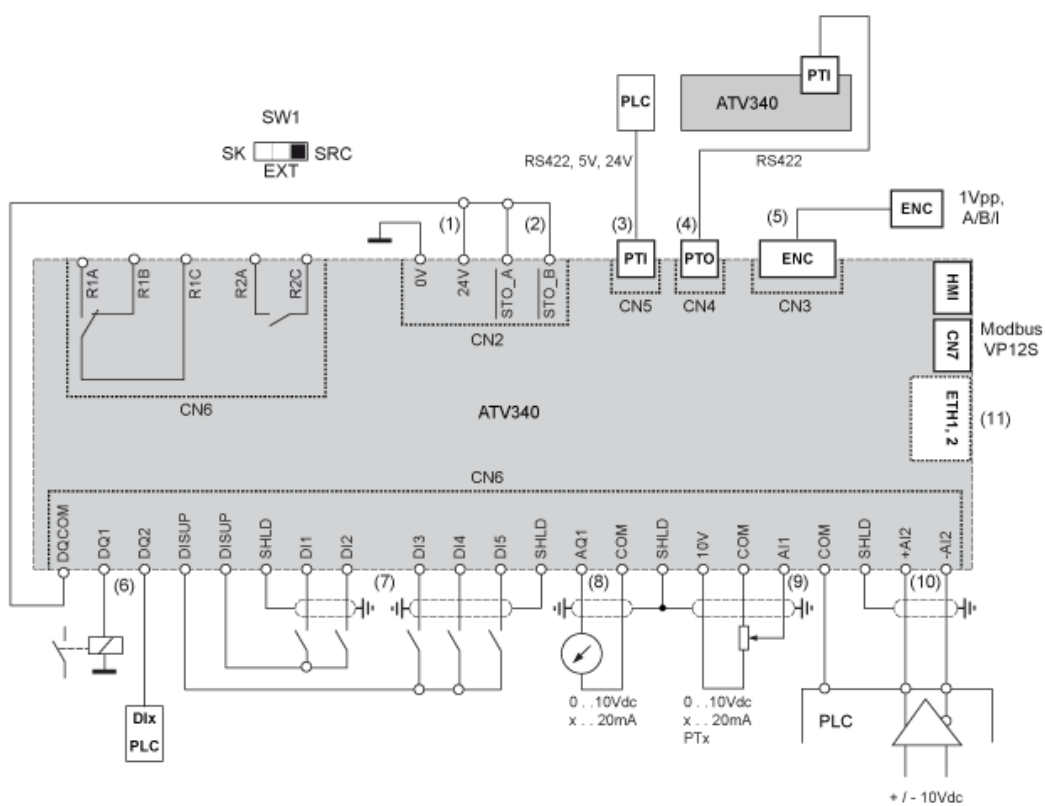 PTI
PLC
ATV340
SW1
SK
SRC
EXT
RS422, 5V, 24V
RS422
(1)
(2)
(3)
(4)
(5)
ENC
1Vpp,
A/B/I
R1A
R1B
R1C
R2A
R2C
0V
24V
STO_A
STO_B
PTI
PTO
ENC
HMI
CN5
CN4
CN3
CN2
CN7
Modbus
VP12S
CN6
ATV340
ETH1, 2
(11)
CN6
DQCOM
DQ1
DQ2
DISUP
DISUP
SHLD
DI1
DI2
DI3
DI4
DI5
SHLD
AQ1
COM
SHLD
10V
COM
AI1
COM
SHLD
+AI2
-AI2
(6)
(7)
(8)
(9)
(10)
DIx
PLC
0 . .10Vdc
x . . 20mA
0 . .10Vdc
x . . 20mA
PTx
PLC
+ / - 10Vdc